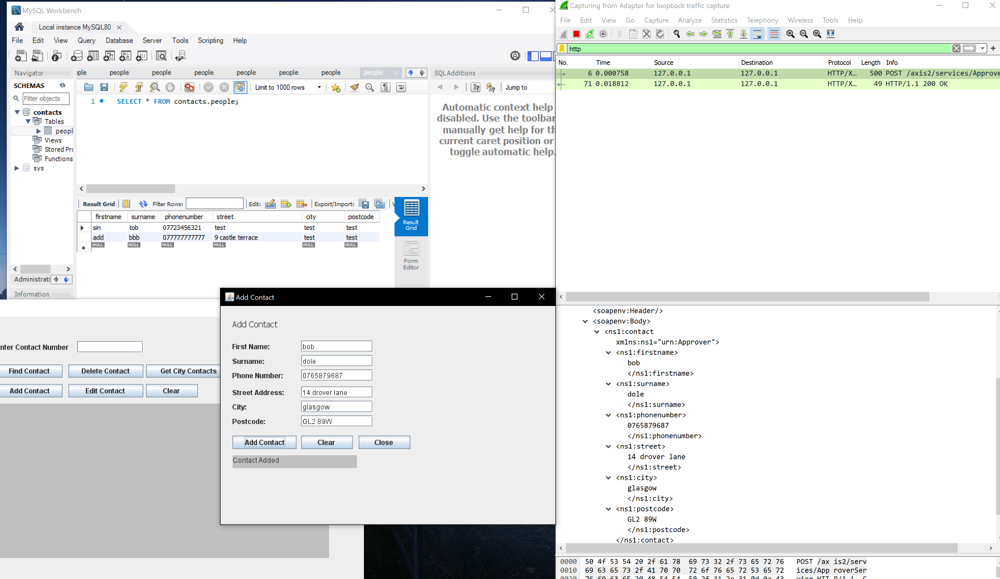 MySQL Workbench
Local instance MySQL80
File Edit View Query Database Server Tools Scripting Help
Navigator
people people people people people people people
SQLAdditions
SCHEMAS
Filter objects
contacts
Tables
Views
Functions
sys
Limit to 1000 rows
Jump to
1 SELECT * FROM contacts.people;
Automatic context help
disabled. Use the toolbar
manually get help for
current caret position or
toggle automatic help.
Result Grid Filter Rows: Edit: Export/Import:
firstname surname phonenumber street city postcode
sin tob 07723456321 test test test
add bbb 077777777777 9 castle terrace test test
NULL NULL NULL NULL NULL NULL
Result
Grid
Form
Editor
Administrati
Information
Capturing from Adapter for loopback traffic capture
File Edit View Go Capture Analyze Statistics Telephony Wireless Tools Help
http
No. Time Source Destination Protocol Length Info
6 0.000758 127.0.0.1 127.0.0.1 HTTP/X… 500 POST /axis2/services/Approve
71 0.018812 127.0.0.1 127.0.0.1 HTTP/X… 49 HTTP/1.1 200 OK
<soapenv:Header/>
<soapenv:Body>
<ns1:contact
xmlns:ns1="urn:Approver">
<ns1:firstname>
bob
</ns1:firstname>
<ns1:surname>
dole
</ns1:surname>
<ns1:phonenumber>
0765879687
</ns1:phonenumber>
<ns1:street>
14 drover lane
</ns1:street>
<ns1:city>
glasgow
</ns1:city>
<ns1:postcode>
GL2 89W
</ns1:postcode>
</ns1:contact>
0000 50 4f 53 54 20 2f 61 78 69 73 32 2f 73 65 72 76 POST /ax is2/serv
0010 69 63 65 73 2f 41 70 70 72 6f 76 65 72 53 65 72 ices/App roverSer
nter Contact Number
Find Contact Delete Contact Get City Contacts
Add Contact Edit Contact Clear
Add Contact
Add Contact
First Name: bob
Surname: dole
Phone Number: 0765879687
Street Address: 14 drover lane
City: glasgow
Postcode: GL2 89W
Add Contact Clear Close
Contact Added